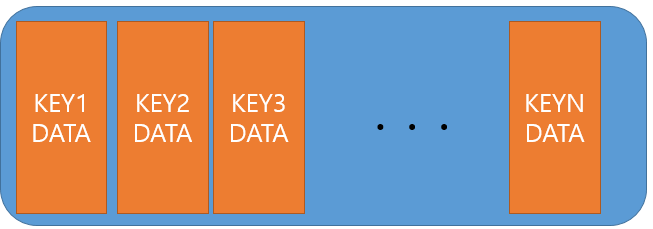 KEY1
DATA
KEY2
DATA
KEY3
DATA
. . .
KEYN
DATA